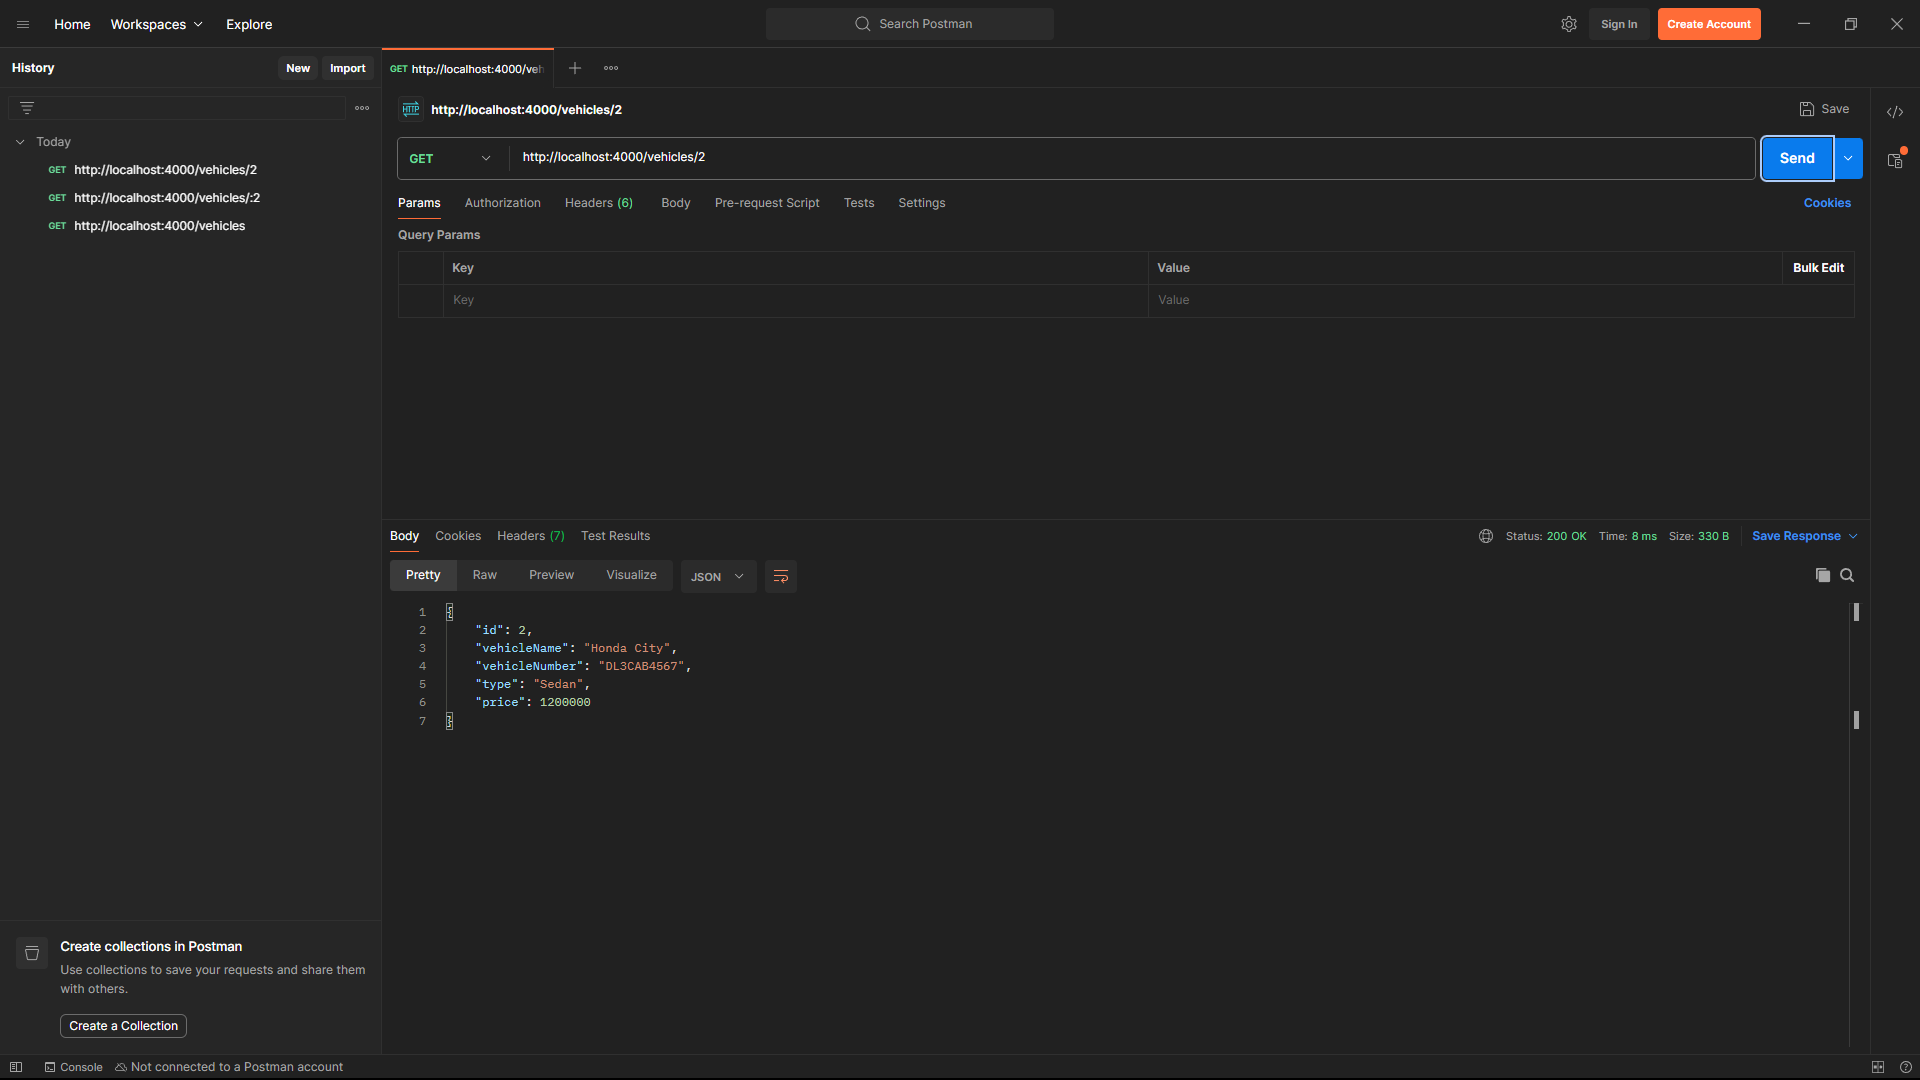 Home Workspaces Explore Search Postman Sign In Create Account
History New Import GET http://localhost:4000/veh
HTTP http://localhost:4000/vehicles/2 Save
Today
GET http://localhost:4000/vehicles/2
GET http://localhost:4000/vehicles/:2
GET http://localhost:4000/vehicles
GET http://localhost:4000/vehicles/2 Send
Params Authorization Headers (6) Body Pre-request Script Tests Settings Cookies
Query Params
Key Value Bulk Edit
Key Value
Body Cookies Headers (7) Test Results Status: 200 OK Time: 8 ms Size: 330 B Save Response
Pretty Raw Preview Visualize JSON
1 {
2 "id": 2,
3 "vehicleName": "Honda City",
4 "vehicleNumber": "DL3CAB4567",
5 "type": "Sedan",
6 "price": 1200000
7 }
Create collections in Postman
Use collections to save your requests and share them
with others.
Create a Collection
Console Not connected to a Postman account